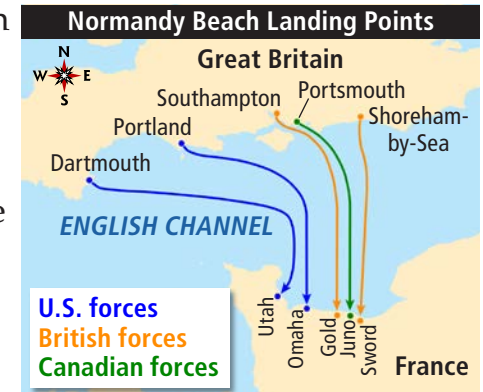 Normandy Beach Landing Points
N
W E
S
Great Britain
Southampton
Portsmouth
Shoreham-
by-Sea
Portland
Dartmouth
ENGLISH CHANNEL
Utah
Omaha
Gold
Juno
Sword
France
U.S. forces
British forces
Canadian forces